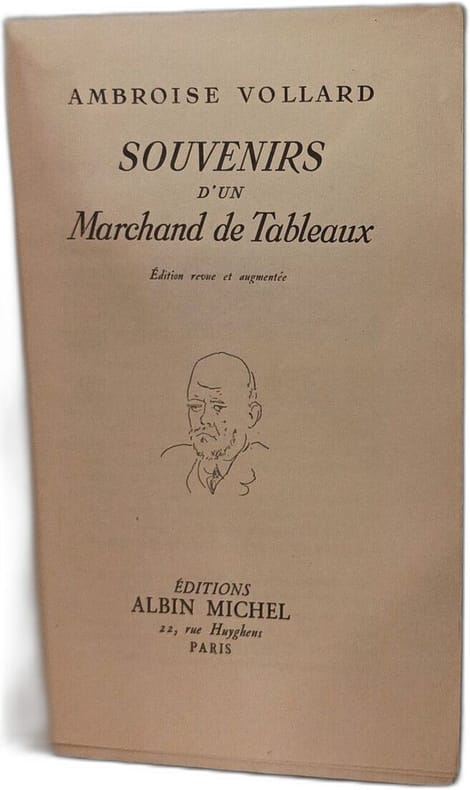 AMBROISE VOLLARD
SOUVENIRS
D'UN
Marchand de Tableaux
Édition revue et augmentée
ÉDITIONS
ALBIN MICHEL
22, rue Huyghens
PARIS